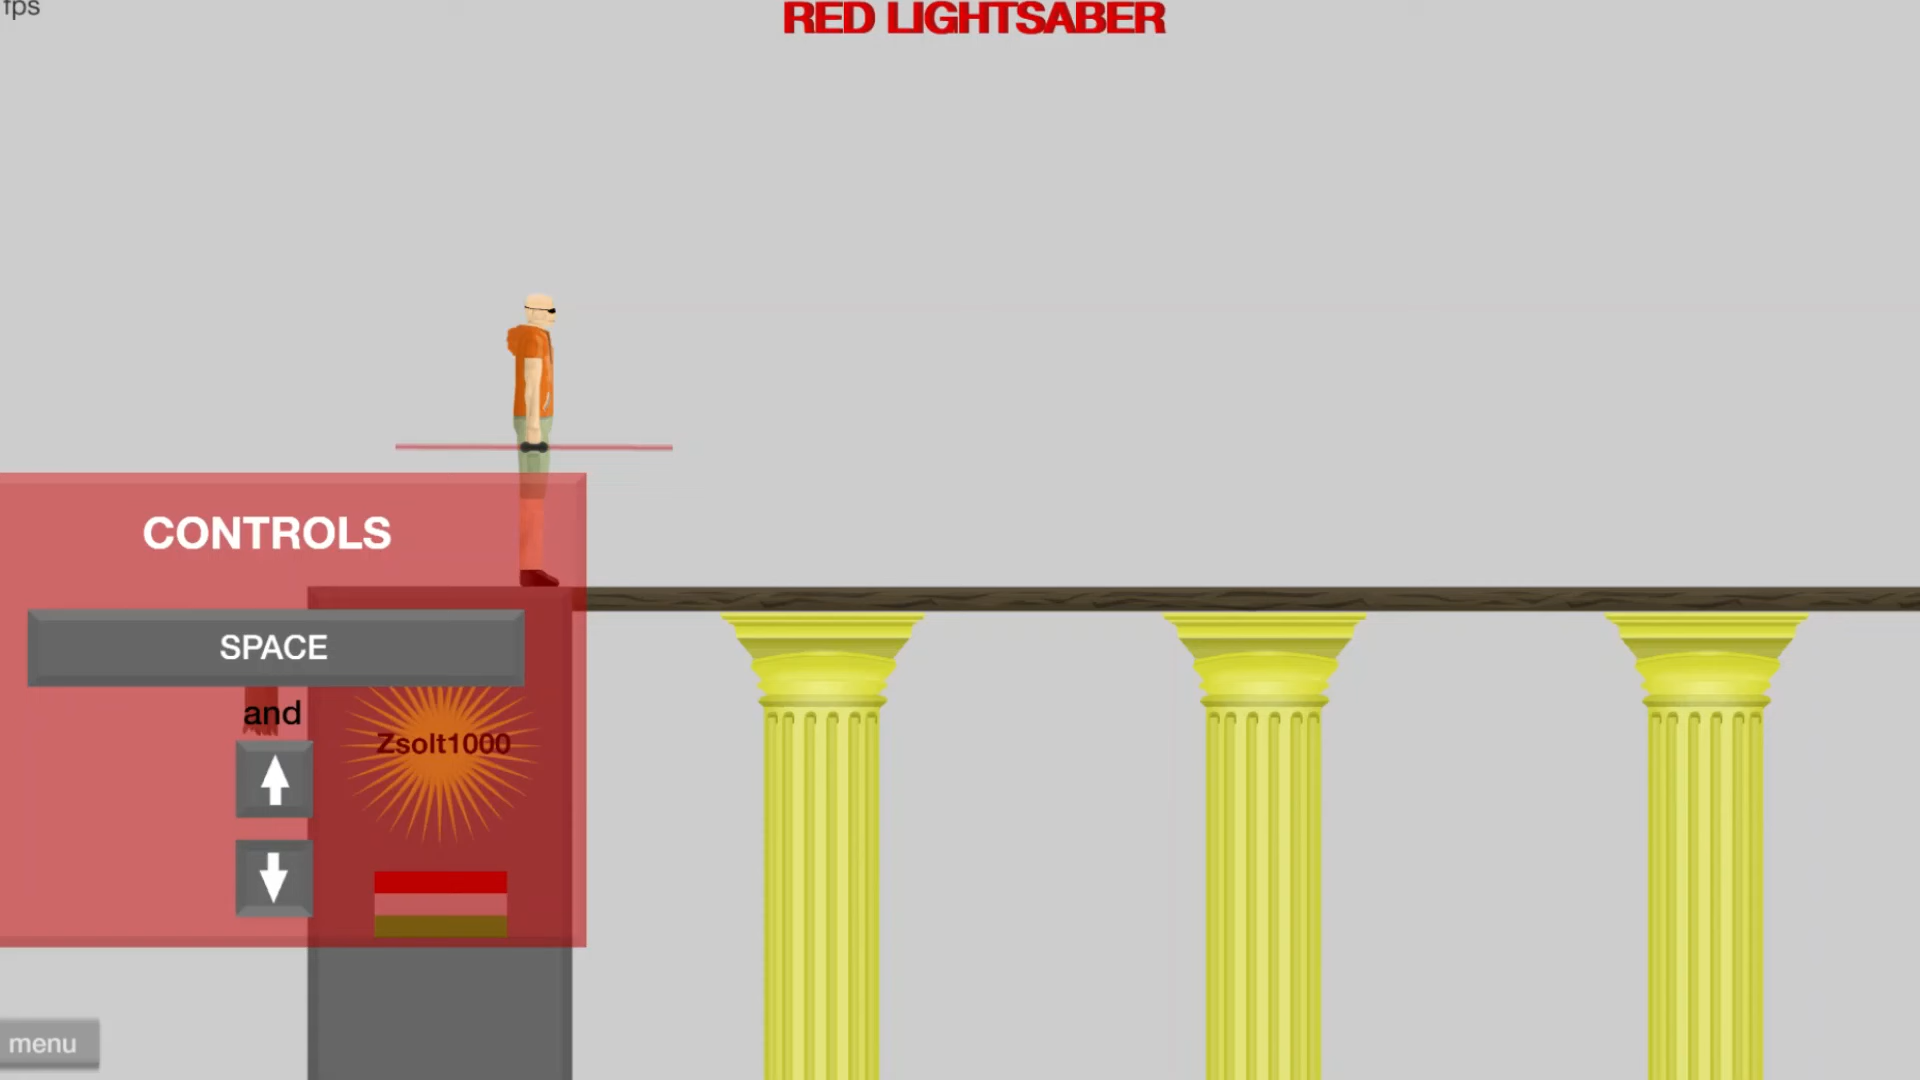 fps
RED LIGHTSABER
CONTROLS
SPACE
and
Zsolt1000
menu